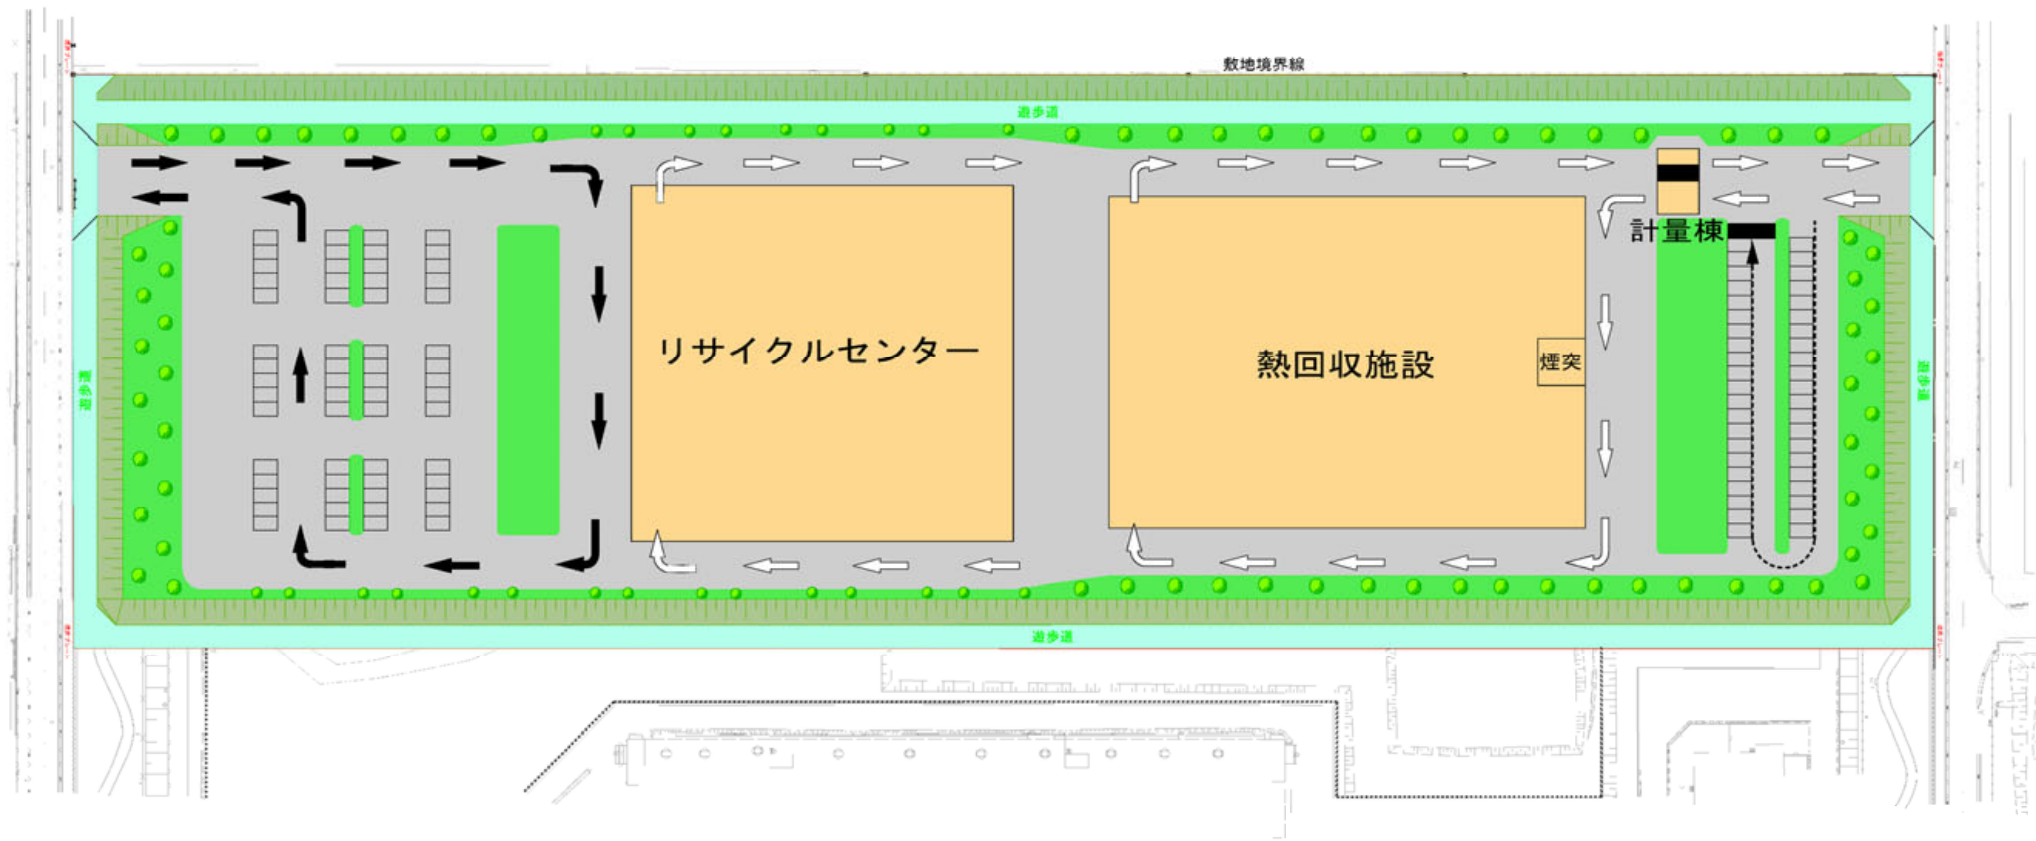 敷地境界線
遊歩道
計量棟
リサイクルセンター
熱回収施設
煙突
遊歩道
遊歩道
遊歩道